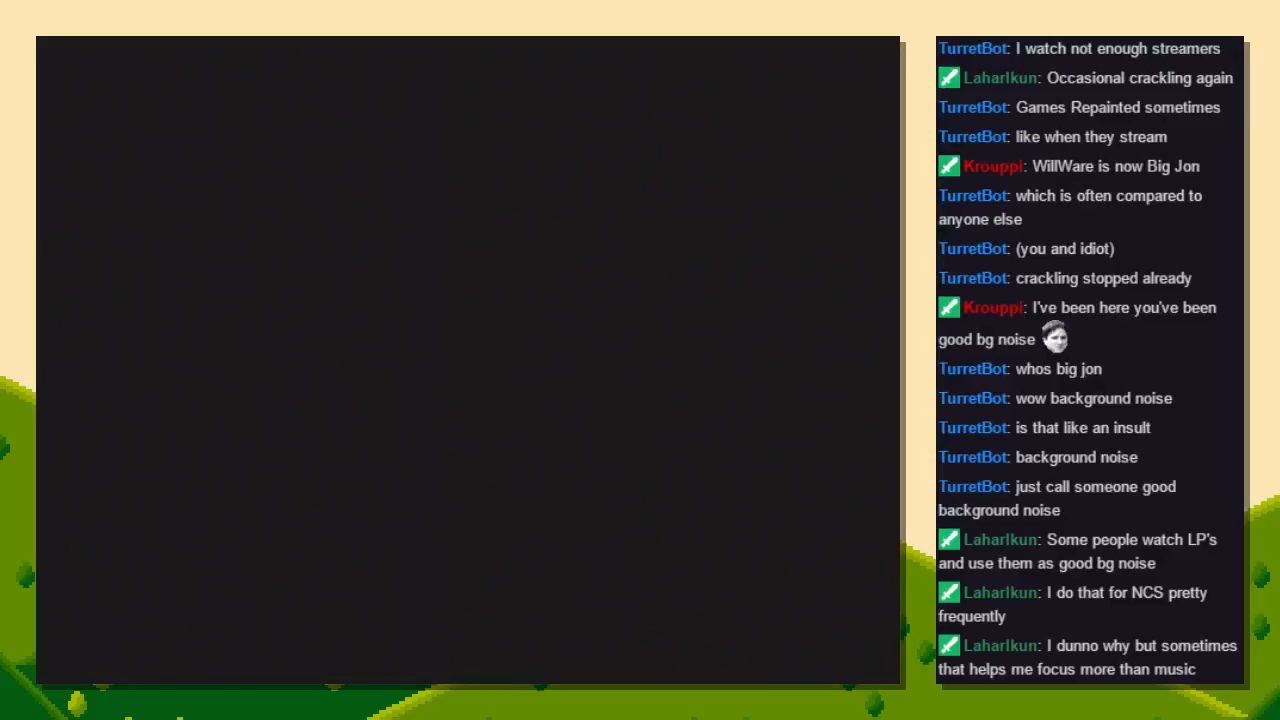 TurretBot: I watch not enough streamers
LaharIkun: Occasional crackling again
TurretBot: Games Repainted sometimes
TurretBot: like when they stream
Krouppi: WillWare is now Big Jon
TurretBot: which is often compared to
anyone else
TurretBot: (you and idiot)
TurretBot: crackling stopped already
Krouppi: I've been here you've been
good bg noise
TurretBot: whos big jon
TurretBot: wow background noise
TurretBot: is that like an insult
TurretBot: background noise
TurretBot: just call someone good
background noise
LaharIkun: Some people watch LP's
and use them as good bg noise
LaharIkun: I do that for NCS pretty
frequently
LaharIkun: I dunno why but sometimes
that helps me focus more than music